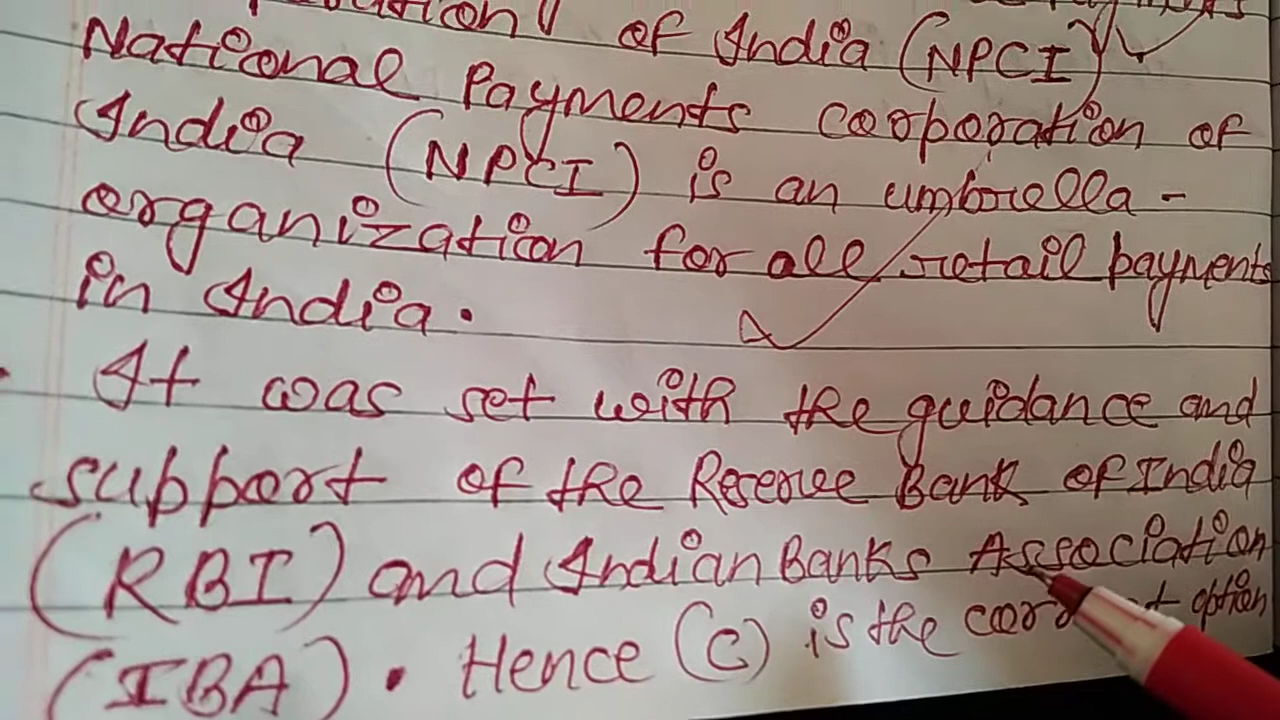 of India (NPCI)
National Payments Corporation of
India (NPCI) is an umbrella -
organization for all retail payments
in India.
It was set with the guidance and
support of the Reserve Bank of India
(RBI) and Indian Banks Association
(IBA). Hence (C) is the option